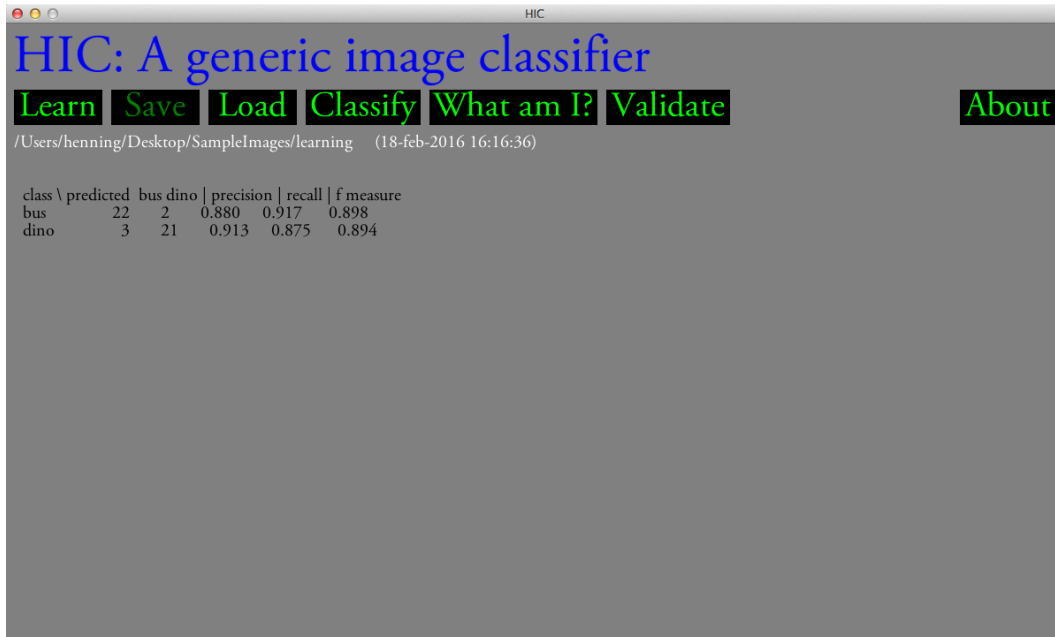 HIC
HIC: A generic image classifier
Learn Save Load Classify What am I? Validate About
/Users/henning/Desktop/SampleImages/learning (18-feb-2016 16:16:36)
class \ predicted bus dino | precision | recall | f measure
bus 22 2 0.880 0.917 0.898
dino 3 21 0.913 0.875 0.894